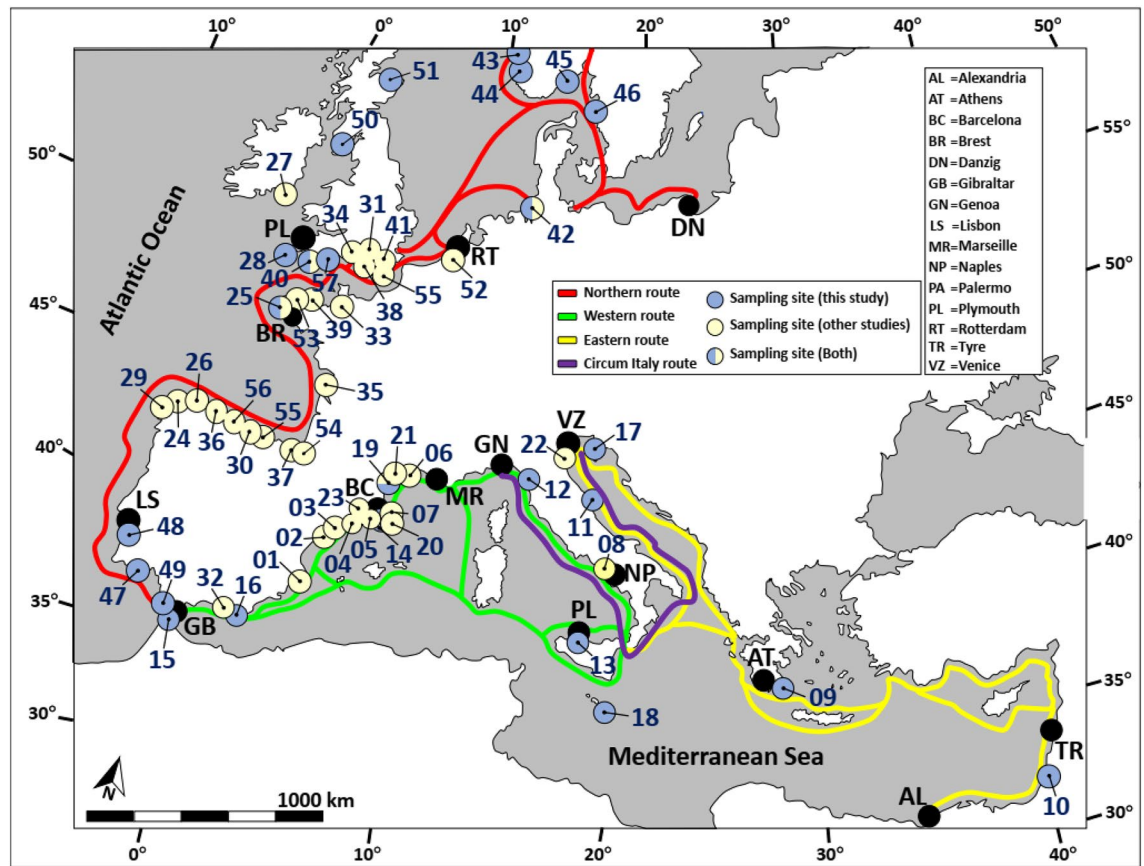 10° 0° 10° 20° 30° 40° 50°
43 45
51 44 46
50
50° 27 55°
34 31 41
PL 42 DN
28 RT
40 57 50°
55 52
38
45° 25
BR 53 39 33
Atlantic Ocean
26 35
29 56 45°
24 36 55
30 54
37
40° 19 21 06 GN VZ
22 17
LS BC MR 12
23 11
03 07
02 04 05 14 20 08 40°
48 01 NP
49
47 32 16 PL
35° GB AT
15 13 35°
09
18
30° TR
Mediterranean Sea
AL 10
N 1000 km 30°
0° 10° 20° 30° 40°
AL =Alexandria
AT =Athens
BC =Barcelona
BR =Brest
DN =Danzig
GB =Gibraltar
GN =Genoa
LS =Lisbon
MR=Marseille
NP =Naples
PA =Palermo
PL =Plymouth
RT =Rotterdam
TR =Tyre
VZ =Venice
Northern route
Western route
Eastern route
Circum Italy route
Sampling site (this study)
Sampling site (other studies)
Sampling site (Both)